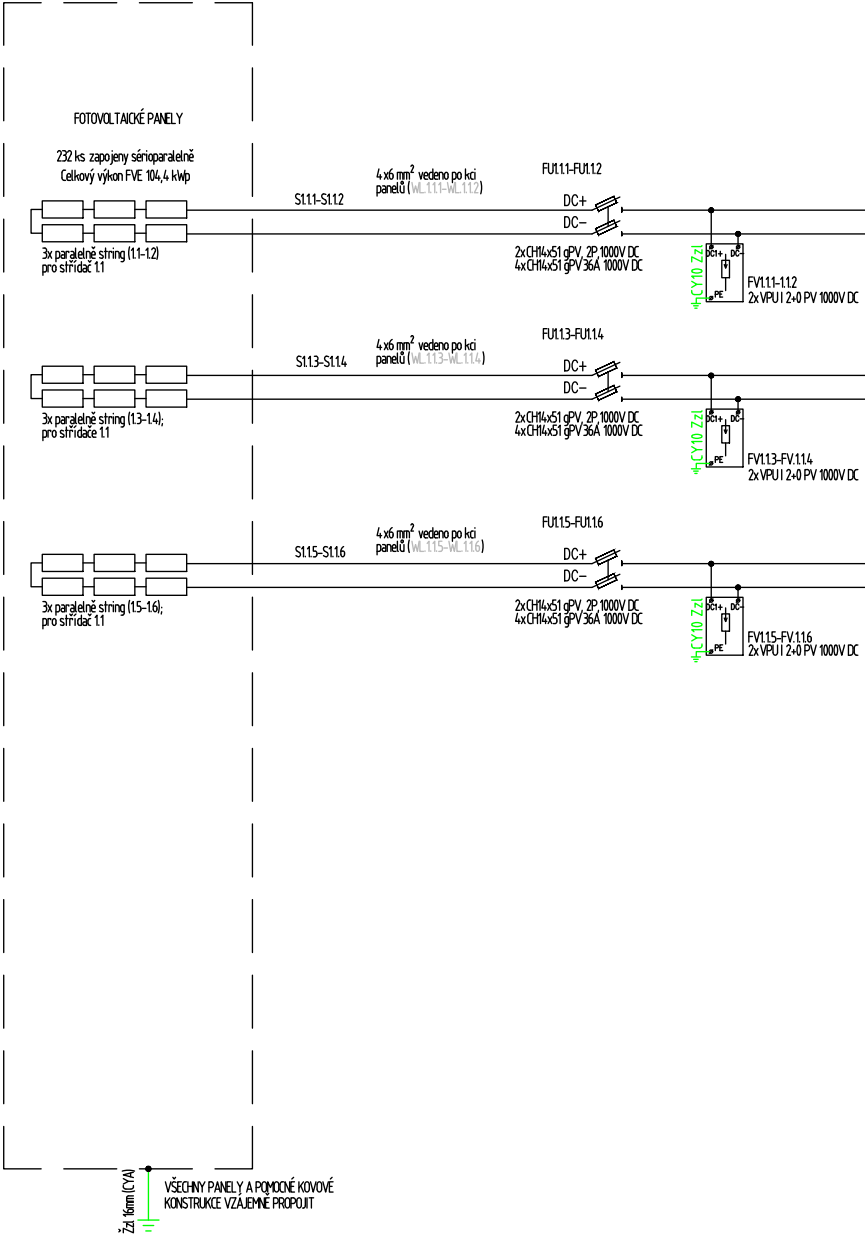 FOTOVOLTAICKÉ PANELY
232 ks zapojeny sérioparalelně
Celkový výkon FVE 104,4 kWp
S1.1.1-S1.1.2
4x6 mm² vedeno po kci
panelů (WL.1.1.1-WL.1.1.2)
FU1.1.1-FU1.1.2
DC+
DC-
3x paralelně string (1.1-1.2)
pro střídač 1.1
2xCH14x51 gPV, 2P,1000V DC
4xCH14x51 gPV 36A 1000V DC
CY10 Zzl
DC1+ DC-
PE
FV1.1.1-1.1.2
2x VPU I 2+0 PV 1000V DC
S1.1.3-S1.1.4
4x6 mm² vedeno po kci
panelů (WL.1.1.3-WL.1.1.4)
FU1.1.3-FU1.1.4
DC+
DC-
3x paralelně string (1.3-1.4);
pro střídače 1.1
2xCH14x51 gPV, 2P,1000V DC
4xCH14x51 gPV 36A 1000V DC
CY10 Zzl
DC1+ DC-
PE
FV1.1.3-FV.1.1.4
2x VPU I 2+0 PV 1000V DC
S1.1.5-S1.1.6
4x6 mm² vedeno po kci
panelů (WL.1.1.5-WL.1.1.6)
FU1.1.5-FU1.1.6
DC+
DC-
3x paralelně string (1.5-1.6);
pro střídač 1.1
2xCH14x51 gPV, 2P,1000V DC
4xCH14x51 gPV 36A 1000V DC
CY10 Zzl
DC1+ DC-
PE
FV1.1.5-FV.1.1.6
2x VPU I 2+0 PV 1000V DC
Žzl 16mm (CYA)
VŠECHNY PANELY A POMOCNÉ KOVOVÉ
KONSTRUKCE VZÁJEMNĚ PROPOJIT